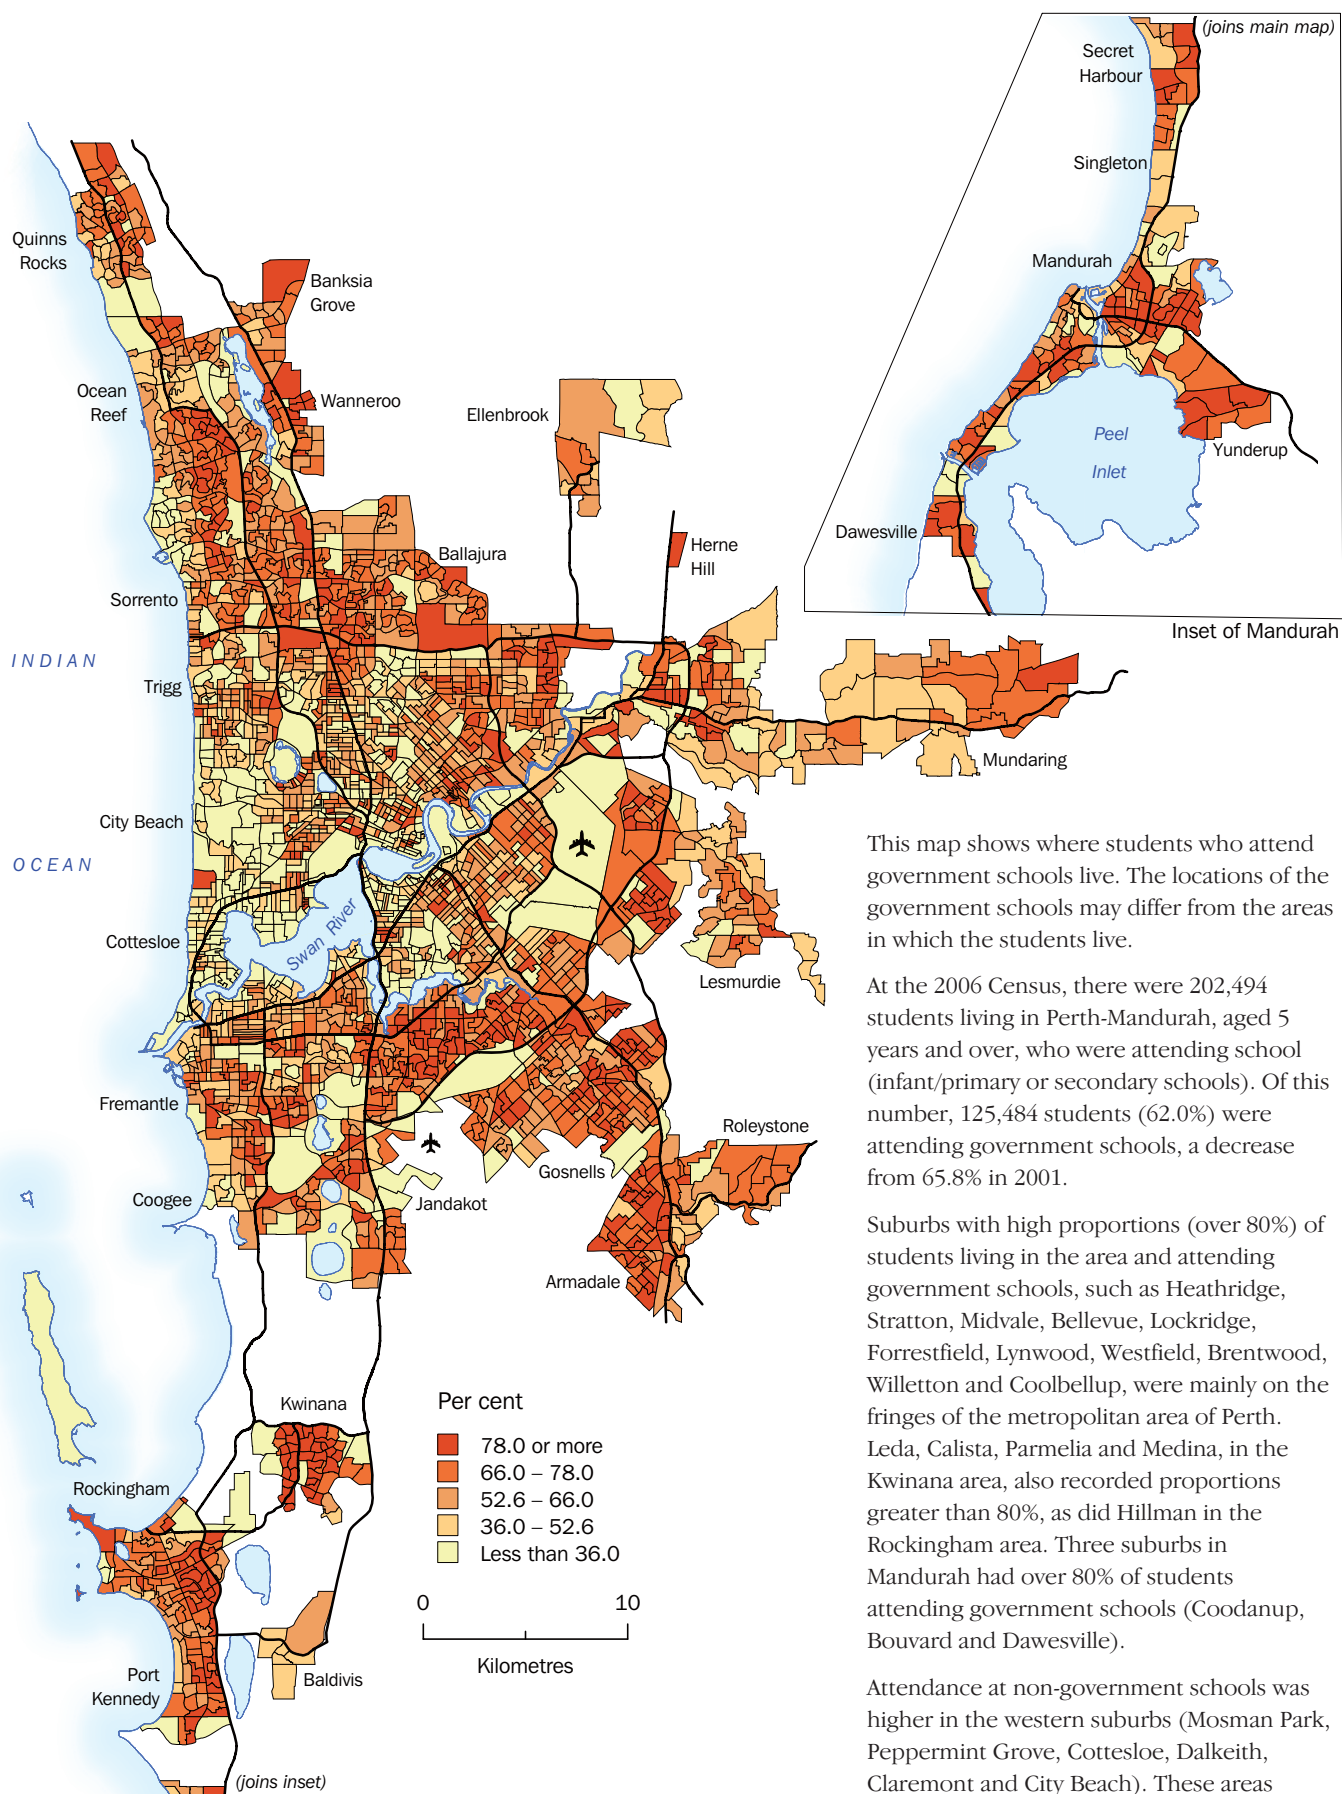 (joins main map)
Secret
Harbour
Singleton
Mandurah
Peel
Inlet
Yunderup
Dawesville
Inset of Mandurah
Quinns
Rocks
Banksia
Grove
Ocean
Reef
Wanneroo
Ellenbrook
Ballajura
Herne
Hill
Sorrento
INDIAN
Trigg
Mundaring
City Beach
OCEAN
Swan River
Cottesloe
Lesmurdie
Fremantle
Roleystone
Gosnells
Coogee
Jandakot
Armadale
Kwinana
Rockingham
Port
Kennedy
Baldivis
(joins inset)
Per cent
78.0 or more
66.0 – 78.0
52.6 – 66.0
36.0 – 52.6
Less than 36.0
0 10
Kilometres
This map shows where students who attend
government schools live. The locations of the
government schools may differ from the areas
in which the students live.
At the 2006 Census, there were 202,494
students living in Perth-Mandurah, aged 5
years and over, who were attending school
(infant/primary or secondary schools). Of this
number, 125,484 students (62.0%) were
attending government schools, a decrease
from 65.8% in 2001.
Suburbs with high proportions (over 80%) of
students living in the area and attending
government schools, such as Heathridge,
Stratton, Midvale, Bellevue, Lockridge,
Forrestfield, Lynwood, Westfield, Brentwood,
Willetton and Coolbellup, were mainly on the
fringes of the metropolitan area of Perth.
Leda, Calista, Parmelia and Medina, in the
Kwinana area, also recorded proportions
greater than 80%, as did Hillman in the
Rockingham area. Three suburbs in
Mandurah had over 80% of students
attending government schools (Coodanup,
Bouvard and Dawesville).
Attendance at non-government schools was
higher in the western suburbs (Mosman Park,
Peppermint Grove, Cottesloe, Dalkeith,
Claremont and City Beach). These areas